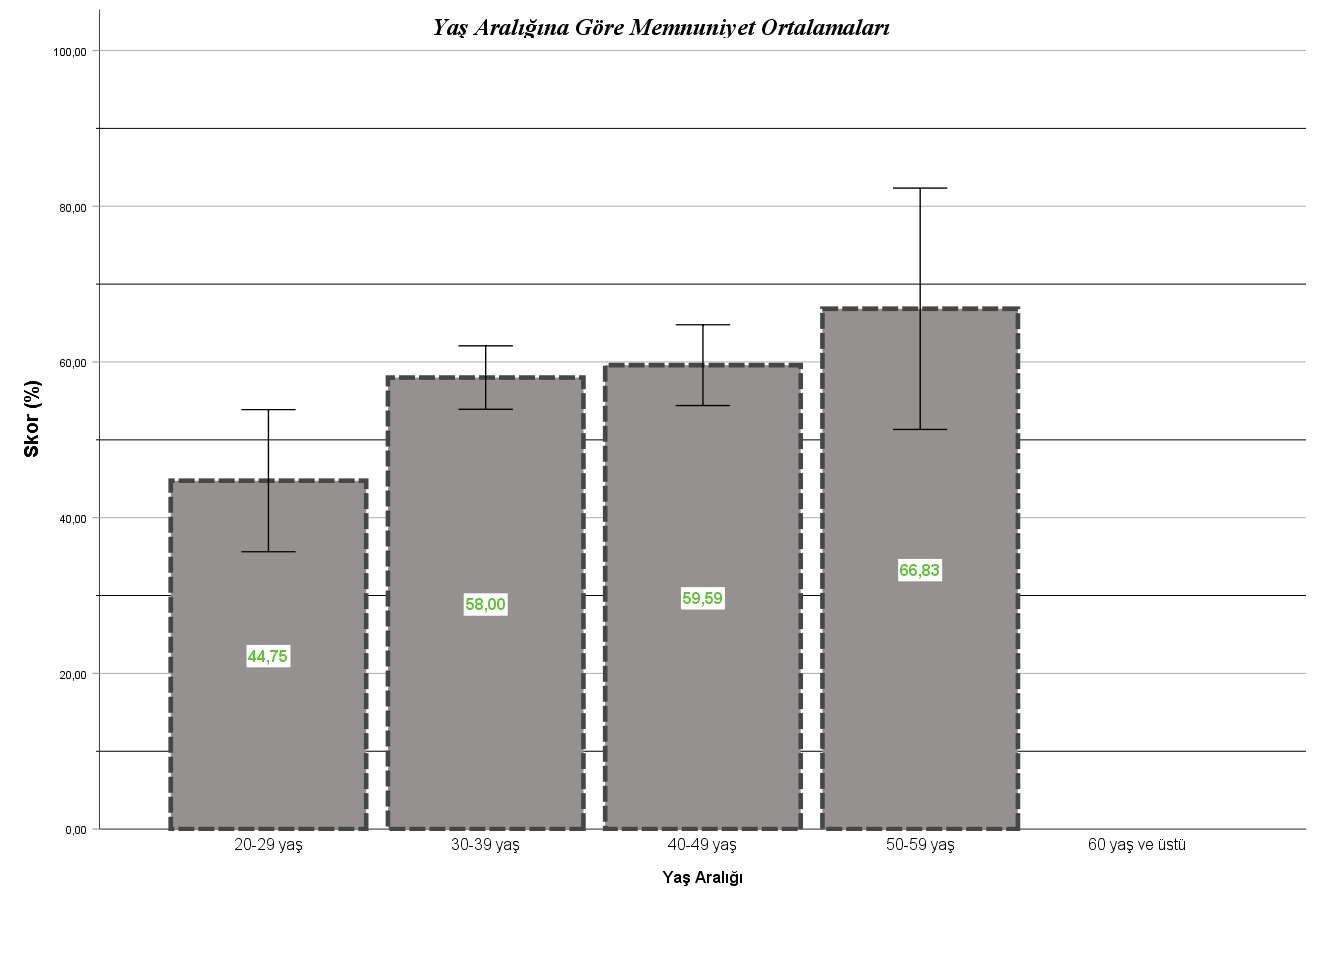 Yaş Aralığına Göre Memnuniyet Ortalamaları
100,00
80,00
60,00
40,00
20,00
0,00
Skor (%)
44,75
58,00
59,59
66,83
20-29 yaş
30-39 yaş
40-49 yaş
50-59 yaş
60 yaş ve üstü
Yaş Aralığı